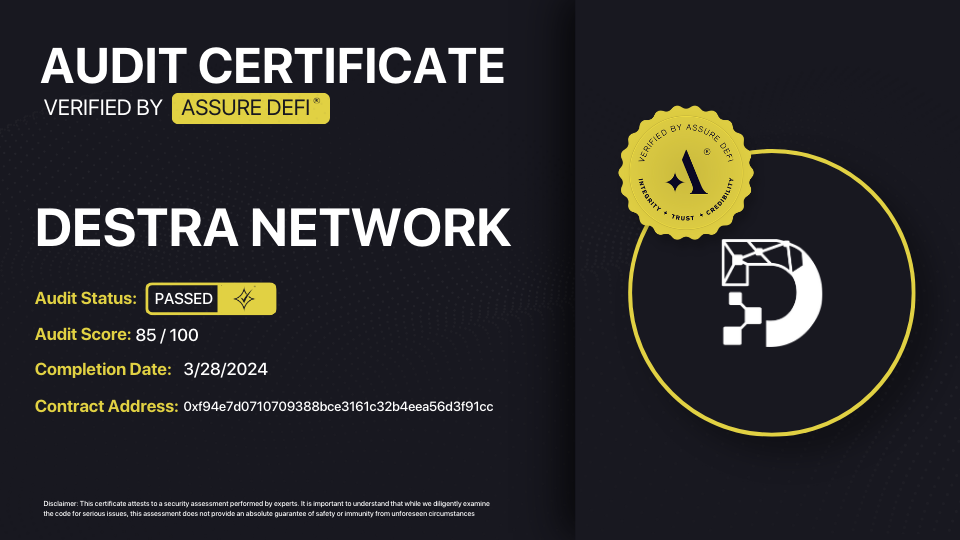 AUDIT CERTIFICATE
VERIFIED BY ASSURE DEFI ®
VERIFIED BY ASSURE DEFI
®
INTEGRITY ✦ TRUST ✦ CREDIBILITY
DESTRA NETWORK
Audit Status: PASSED
Audit Score: 85 / 100
Completion Date: 3/28/2024
Contract Address: 0xf94e7d0710709388bce3161c32b4eea56d3f91cc
Disclaimer: This certificate attests to a security assessment performed by experts. It is important to understand that while we diligently examine
the code for serious issues, this assessment does not provide an absolute guarantee of safety or immunity from unforeseen circumstances